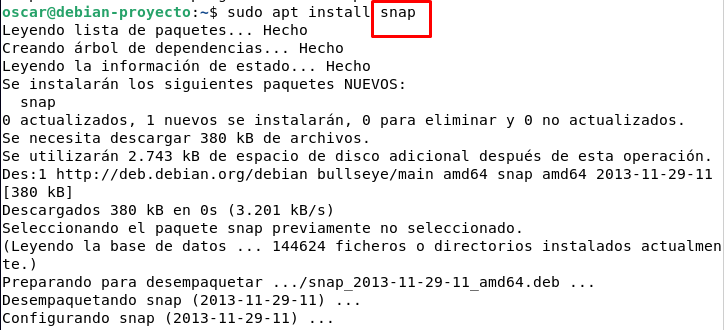 oscar@debian-proyecto:~$ sudo apt install snap
Leyendo lista de paquetes... Hecho
Creando árbol de dependencias... Hecho
Leyendo la información de estado... Hecho
Se instalarán los siguientes paquetes NUEVOS:
  snap
0 actualizados, 1 nuevos se instalarán, 0 para eliminar y 0 no actualizados.
Se necesita descargar 380 kB de archivos.
Se utilizarán 2.743 kB de espacio de disco adicional después de esta operación.
Des:1 http://deb.debian.org/debian bullseye/main amd64 snap amd64 2013-11-29-11
[380 kB]
Descargados 380 kB en 0s (3.201 kB/s)
Seleccionando el paquete snap previamente no seleccionado.
(Leyendo la base de datos ... 144624 ficheros o directorios instalados actualmen
te.)
Preparando para desempaquetar .../snap_2013-11-29-11_amd64.deb ...
Desempaquetando snap (2013-11-29-11) ...
Configurando snap (2013-11-29-11) ...